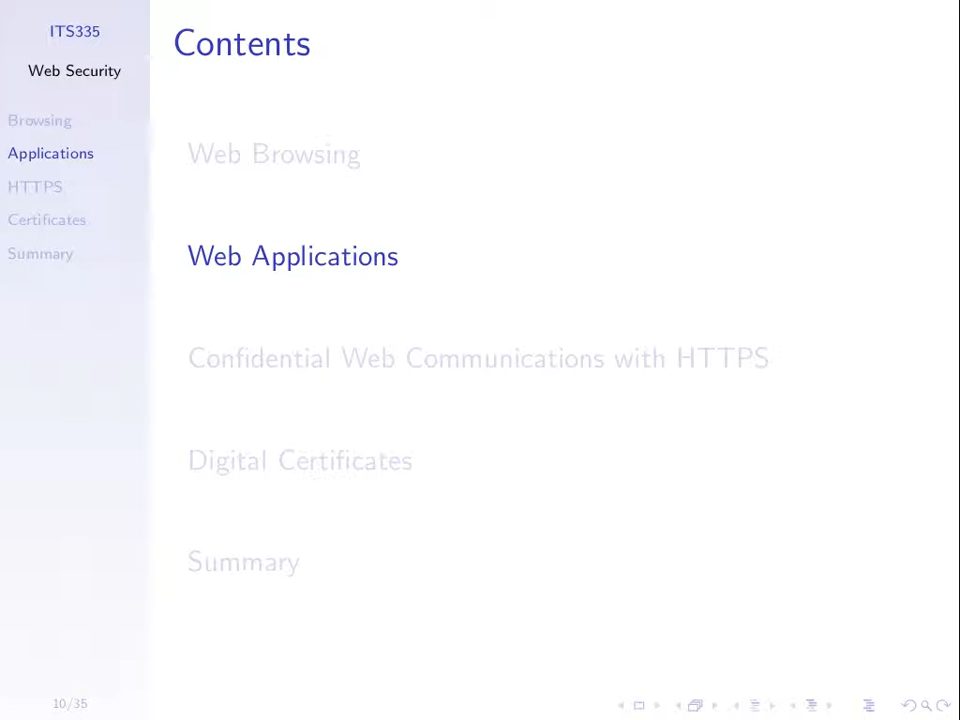 ITS335
Web Security
Browsing
Applications
HTTPS
Certificates
Summary
Contents
Web Browsing
Web Applications
Confidential Web Communications with HTTPS
Digital Certificates
Summary
10/35